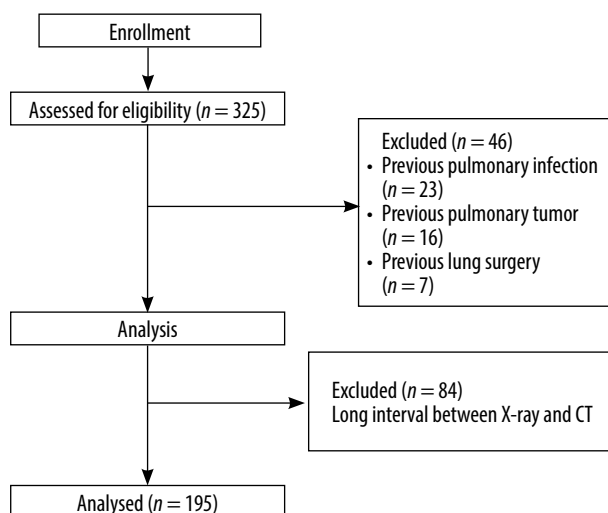 Enrollment
Assessed for eligibility (n = 325)
Excluded (n = 46)
• Previous pulmonary infection
(n = 23)
• Previous pulmonary tumor
(n = 16)
• Previous lung surgery
(n = 7)
Analysis
Excluded (n = 84)
Long interval between X-ray and CT
Analysed (n = 195)